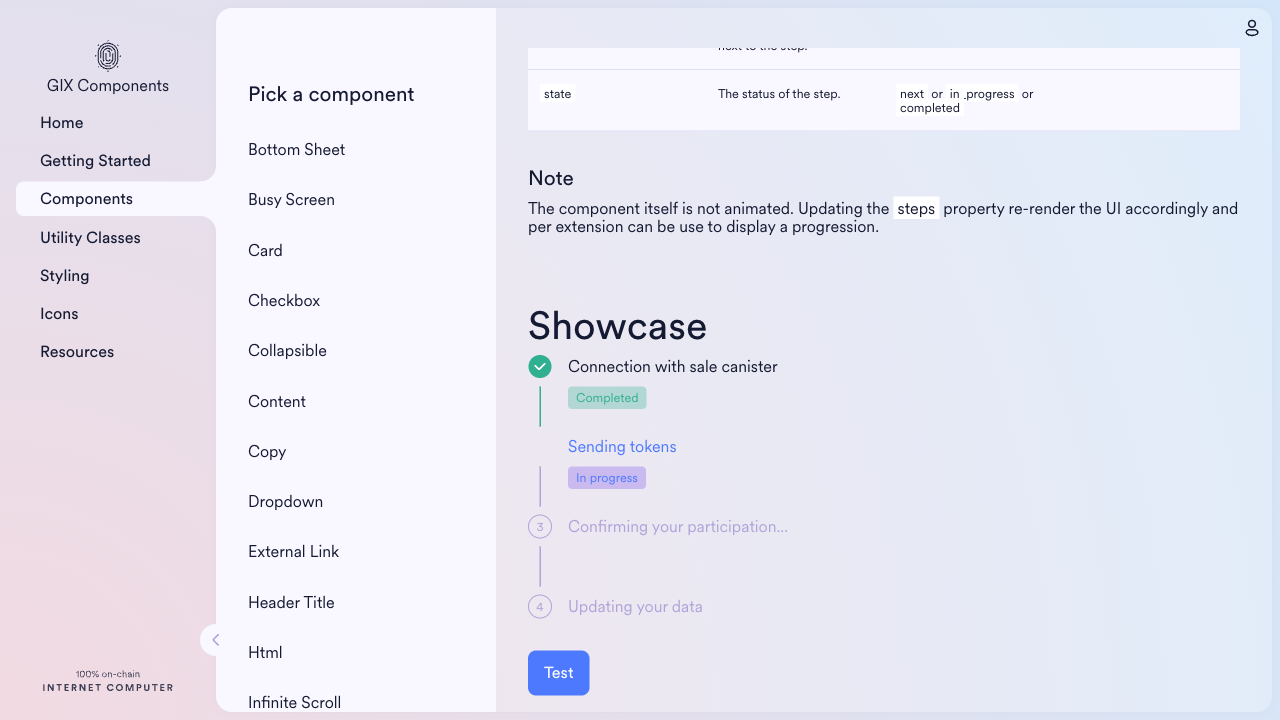 GIX Components
Home
Getting Started
Components
Utility Classes
Styling
Icons
Resources
100% on-chain
INTERNET COMPUTER
Pick a component
Bottom Sheet
Busy Screen
Card
Checkbox
Collapsible
Content
Copy
Dropdown
External Link
Header Title
Html
Infinite Scroll
next to the step.
state The status of the step. next or in_progress or
completed
Note
The component itself is not animated. Updating the steps property re-render the UI accordingly and
per extension can be use to display a progression.
Showcase
Connection with sale canister
Completed
Sending tokens
In progress
3 Confirming your participation...
4 Updating your data
Test